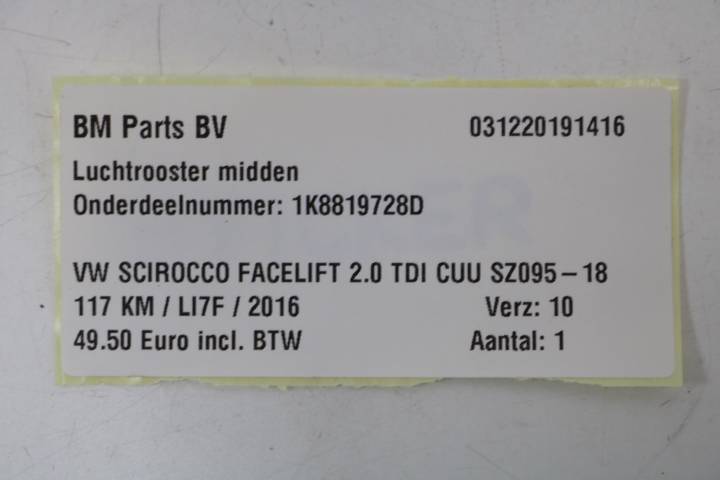 BM Parts BV 031220191416
Luchtrooster midden
Onderdeelnummer: 1K8819728D
VW SCIROCCO FACELIFT 2.0 TDI CUU SZ095-18
117 KM / LI7F / 2016 Verz: 10
49.50 Euro incl. BTW Aantal: 1